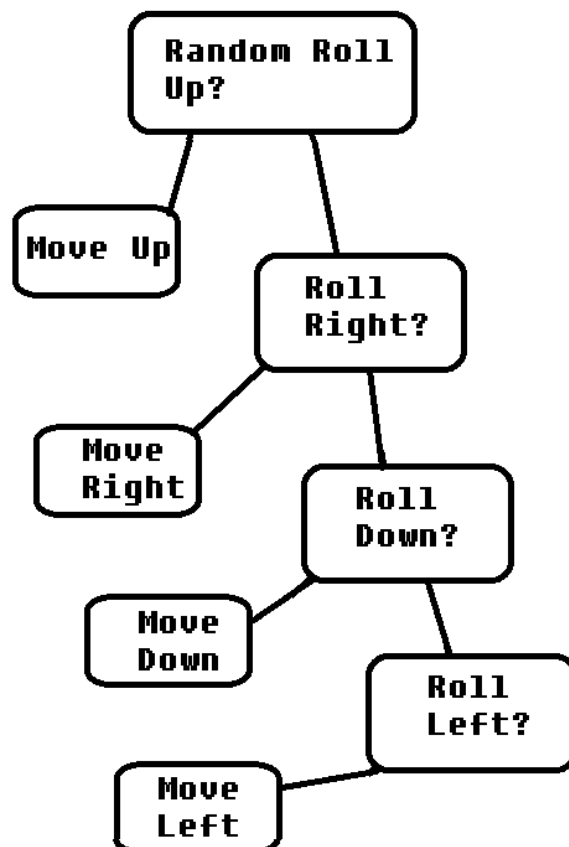 Random Roll
Up?
Move Up
Roll
Right?
Move
Right
Roll
Down?
Move
Down
Roll
Left?
Move
Left